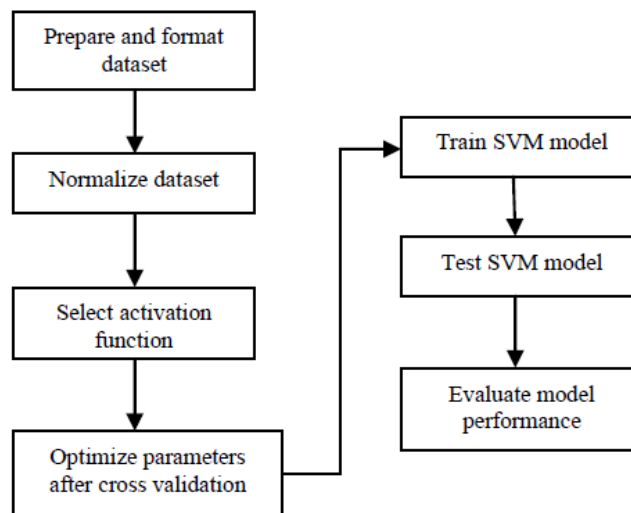 Prepare and format
dataset
Normalize dataset
Select activation
function
Optimize parameters
after cross validation
Train SVM model
Test SVM model
Evaluate model
performance